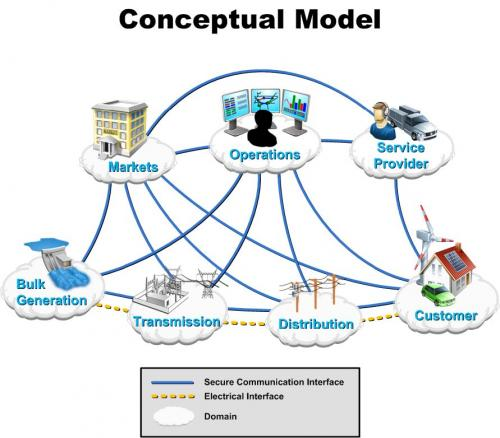 Conceptual Model
Markets
Operations
Service
Provider
Bulk
Generation
Transmission
Distribution
Customer
Secure Communication Interface
Electrical Interface
Domain